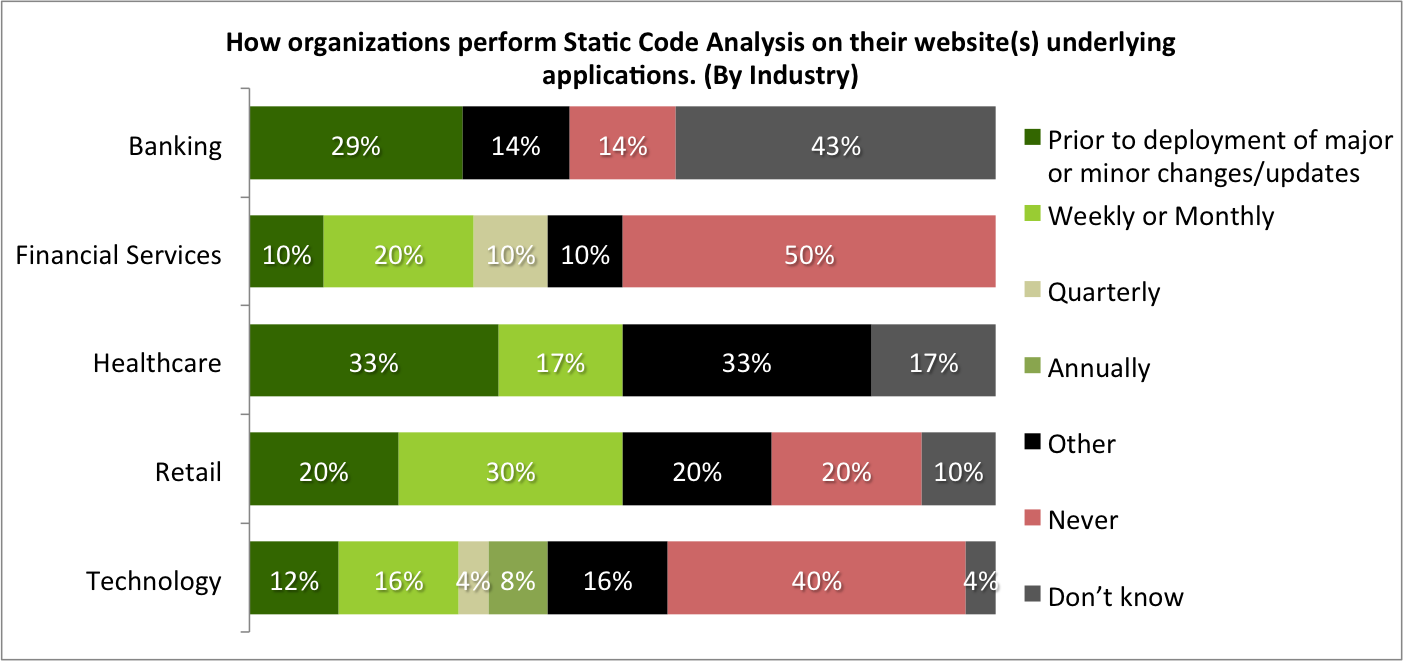 How organizations perform Static Code Analysis on their website(s) underlying
applications. (By Industry)
Banking
29%
14%
14%
43%
Financial Services
10%
20%
10%
10%
50%
Healthcare
33%
17%
33%
17%
Retail
20%
30%
20%
20%
10%
Technology
12%
16%
4%
8%
16%
40%
4%
Prior to deployment of major
or minor changes/updates
Weekly or Monthly
Quarterly
Annually
Other
Never
Don’t know